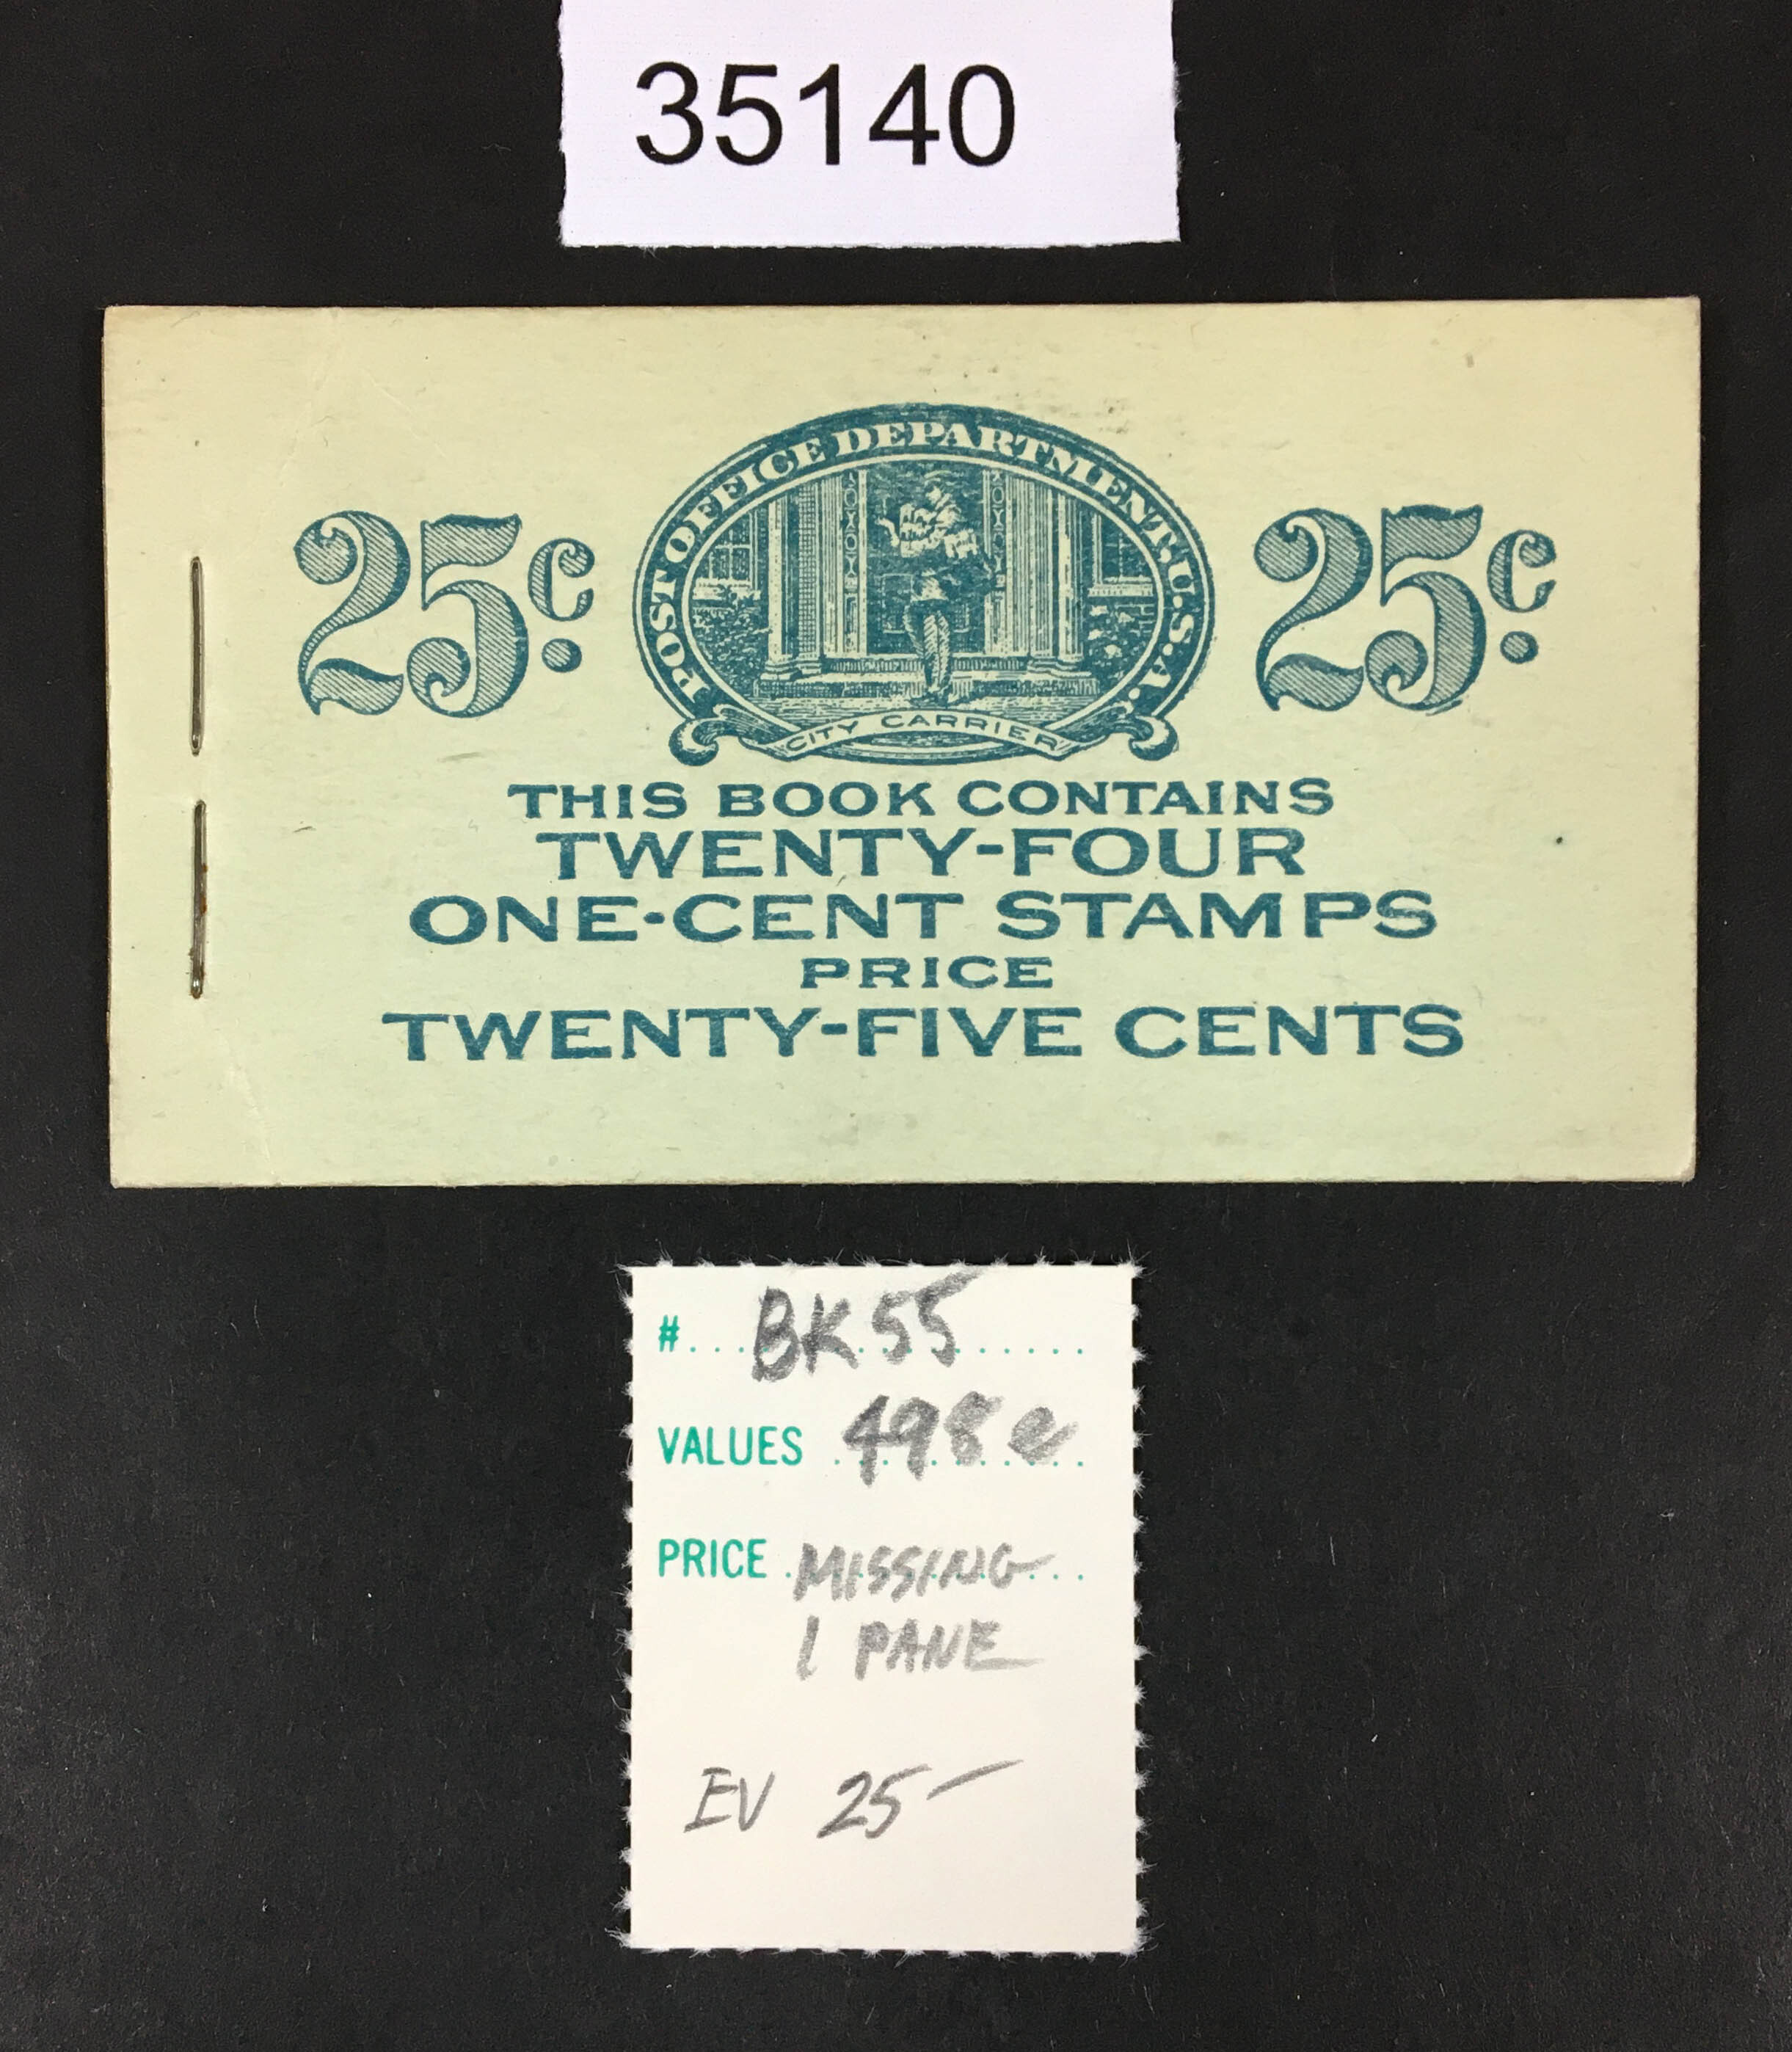 35140
POST OFFICE DEPARTMENT. U.S.A.
25c. 25c.
CITY CARRIER
THIS BOOK CONTAINS
TWENTY-FOUR
ONE-CENT STAMPS
PRICE
TWENTY-FIVE CENTS
#. BK55
VALUES 498e
PRICE MISSING
1 PANE
EV 25-